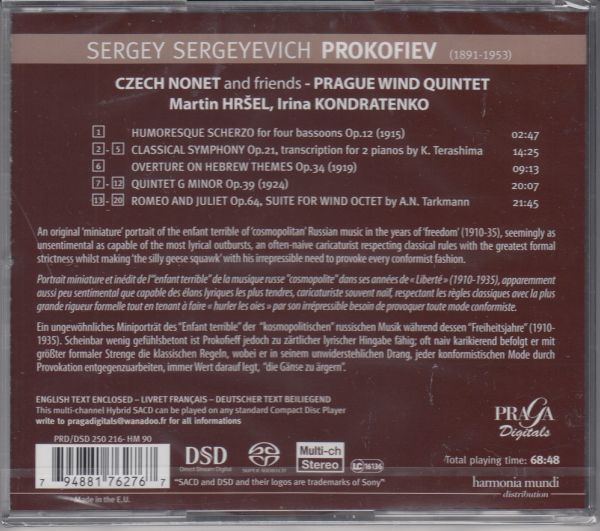 SERGEY SERGEYEVICH PROKOFIEV (1891-1953)
CZECH NONET and friends - PRAGUE WIND QUINTET
Martin HRŠEL, Irina KONDRATENKO
1 HUMORESQUE SCHERZO for four bassoons Op.12 (1915) 02:47
2 - 5 CLASSICAL SYMPHONY Op.21, transcription for 2 pianos by K. Terashima 14:25
6 OVERTURE ON HEBREW THEMES Op.34 (1919) 09:13
7 - 12 QUINTET G MINOR Op.39 (1924) 20:07
13 - 20 ROMEO AND JULIET Op.64, SUITE FOR WIND OCTET by A.N. Tarkmann 21:45
An original 'miniature' portrait of the enfant terrible of 'cosmopolitan' Russian music in the years of 'freedom' (1910-35), seemingly as
unsentimental as capable of the most lyrical outbursts, an often-naive caricaturist respecting classical rules with the greatest formal
strictness whilst making 'the silly geese squawk' with his irrepressible need to provoke every conformist fashion.
Portrait miniature et inédit de l'"enfant terrible" de la musique russe "cosmopolite" dans ses années de « Liberté » (1910-1935), apparemment
aussi peu sentimental que capable des élans lyriques les plus tendres, caricaturiste souvent naïf, respectant les règles classiques avec la plus
grande rigueur formelle tout en tenant à faire « hurler les oies » par son irrépressible besoin de provoquer toute mode conformiste.
Ein ungewöhnliches Miniporträt des "Enfant terrible" der "kosmopolitischen" russischen Musik während dessen "Freiheitsjahre" (1910-
1935). Scheinbar wenig gefühlsbetont ist Prokofieff jedoch zu zärtlicher lyrischer Hingabe fähig; oft naiv karikierend befolgt er mit
größter formaler Strenge die klassischen Regeln, wobei er in seinem unwiderstehlichen Drang, jeder konformistischen Mode durch
Provokation entgegenzuarbeiten, immer Wert darauf legt, "die Gänse zu ärgern".
ENGLISH TEXT ENCLOSED – LIVRET FRANÇAIS – DEUTSCHER TEXT BEILIEGEND
This multi-channel Hybrid SACD can be played on any standard Compact Disc Player
write to pragadigitals@wanadoo.fr for all informations
PRD/DSD 250 216- HM 90
7 94881 76276 7
Made in the E.U.
DSD
Direct Stream Digital
SUPER AUDIO CD
Multi-ch
Stereo
LC 16136
"SACD and DSD and their logos are trademarks of Sony"
PRAGA
Digitals
Total playing time: 68:48
harmonia mundi
distribution